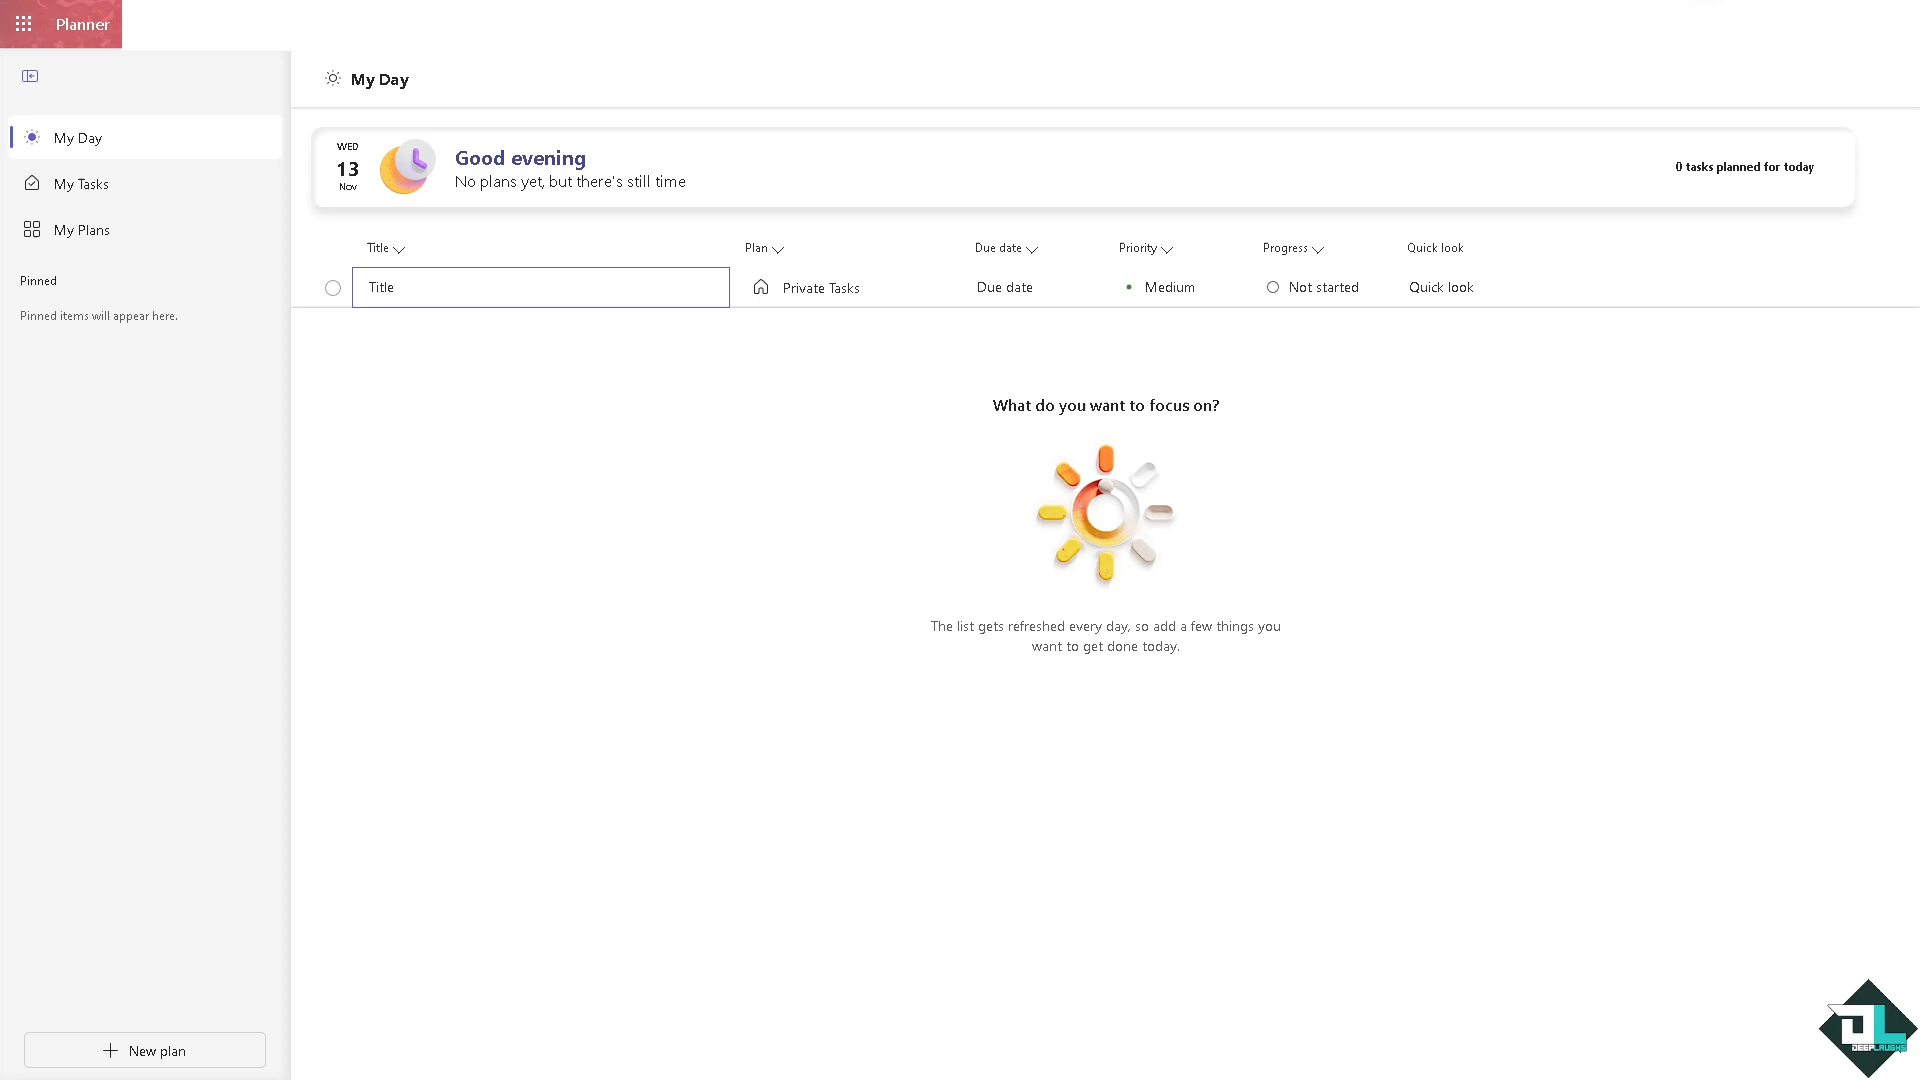 Planner
My Day
My Day
My Tasks
My Plans
Pinned
Pinned items will appear here.
WED
13
Nov
Good evening
No plans yet, but there's still time
0 tasks planned for today
Title Plan Due date Priority Progress Quick look
Title Private Tasks Due date Medium Not started Quick look
What do you want to focus on?
The list gets refreshed every day, so add a few things you
want to get done today.
New plan
DEEPLAUGHS